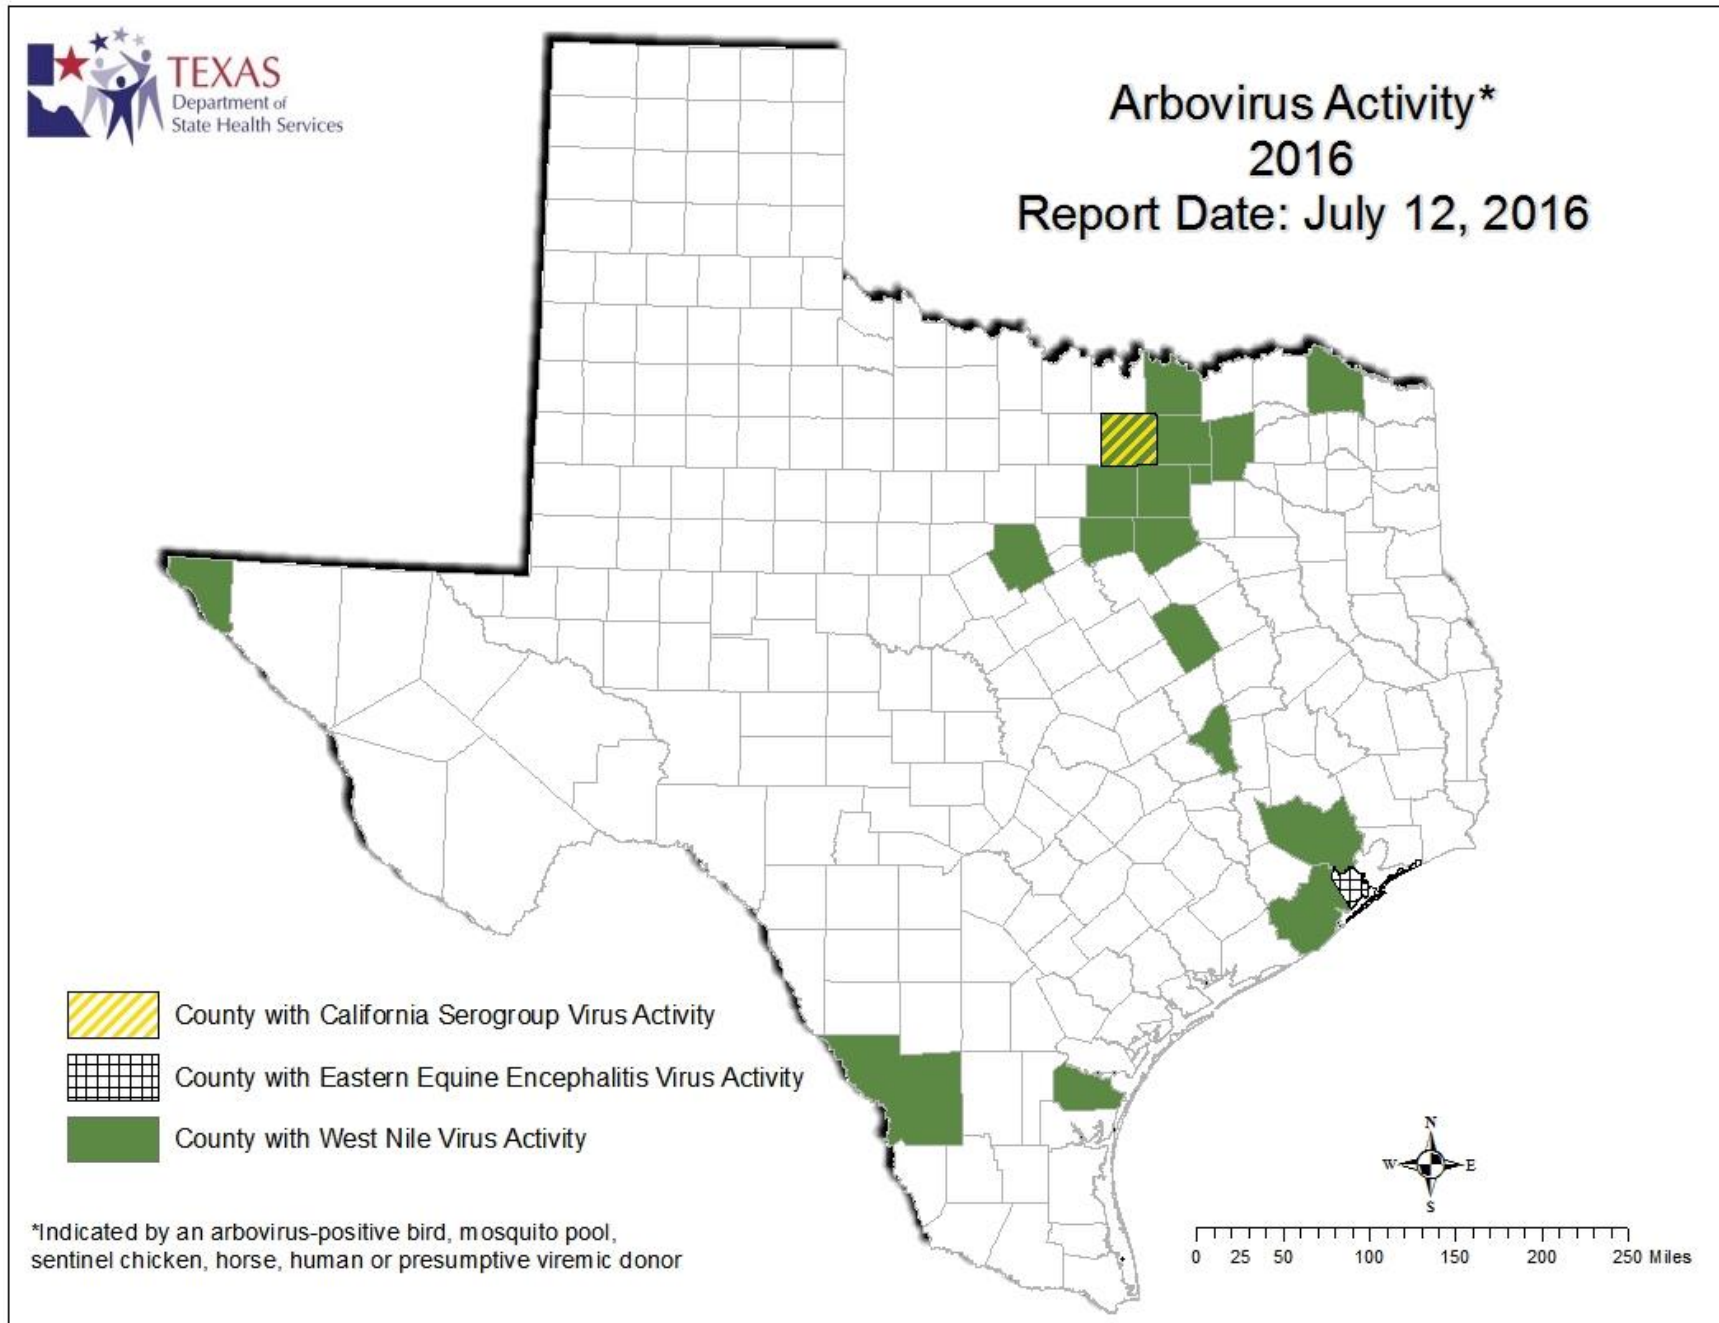 TEXAS
Department of
State Health Services
Arbovirus Activity*
2016
Report Date: July 12, 2016
County with California Serogroup Virus Activity
County with Eastern Equine Encephalitis Virus Activity
County with West Nile Virus Activity
*Indicated by an arbovirus-positive bird, mosquito pool,
sentinel chicken, horse, human or presumptive viremic donor
N
W E
S
0 25 50 100 150 200 250 Miles